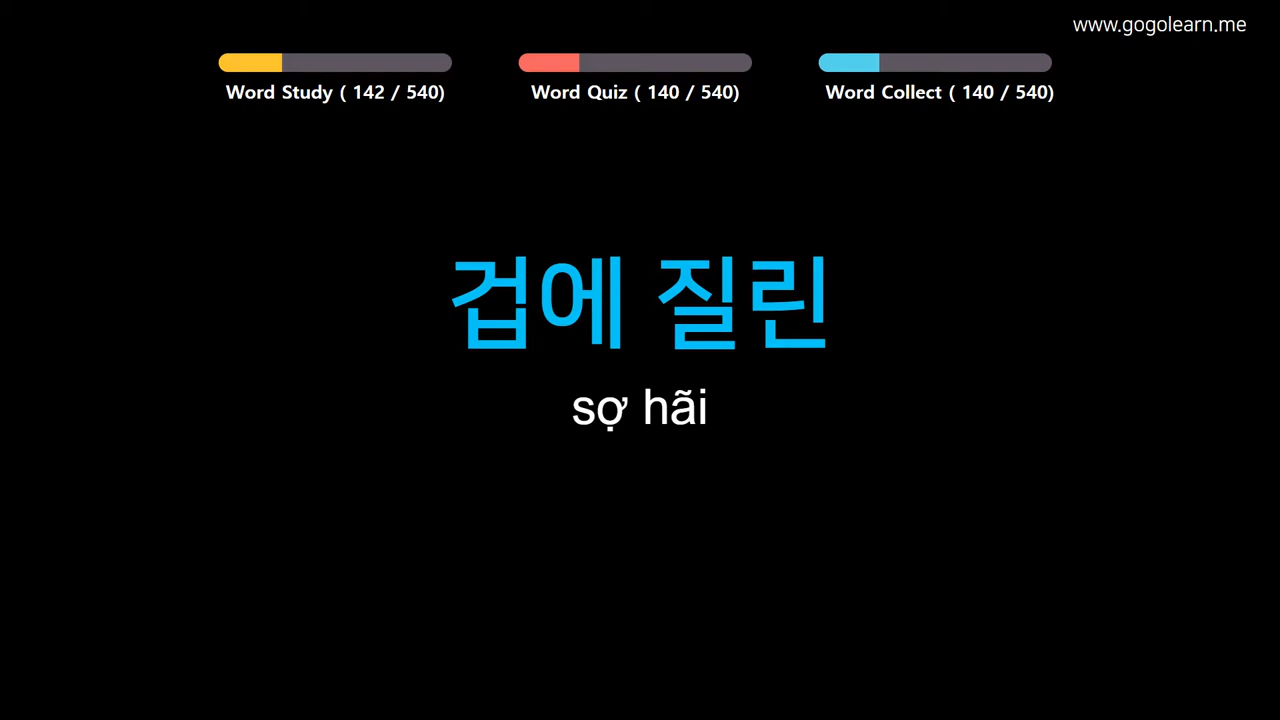 www.gogolearn.me
Word Study ( 142 / 540)
Word Quiz ( 140 / 540)
Word Collect ( 140 / 540)
겁에 질린
sợ hãi